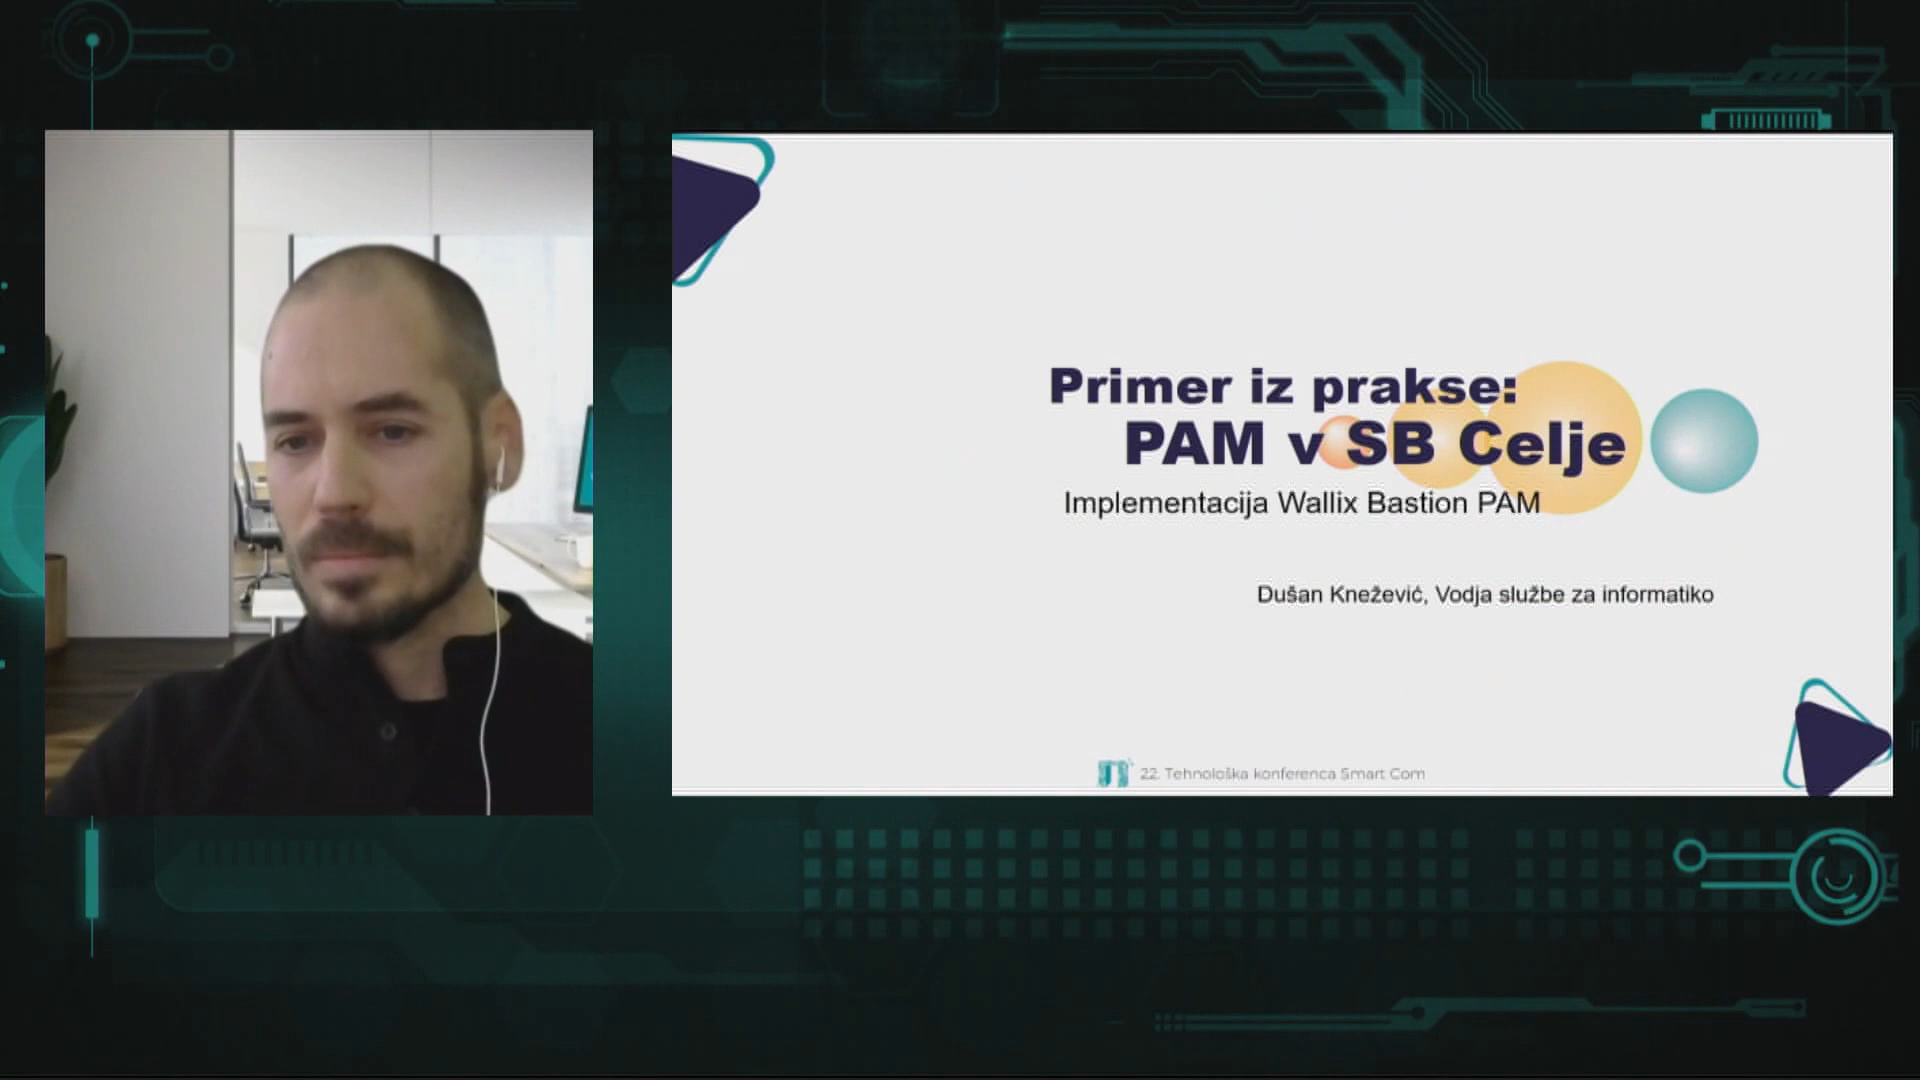 Primer iz prakse:
PAM v SB Celje
Implementacija Wallix Bastion PAM
Dušan Knežević, Vodja službe za informatiko
22. Tehnološka konferenca Smart Com